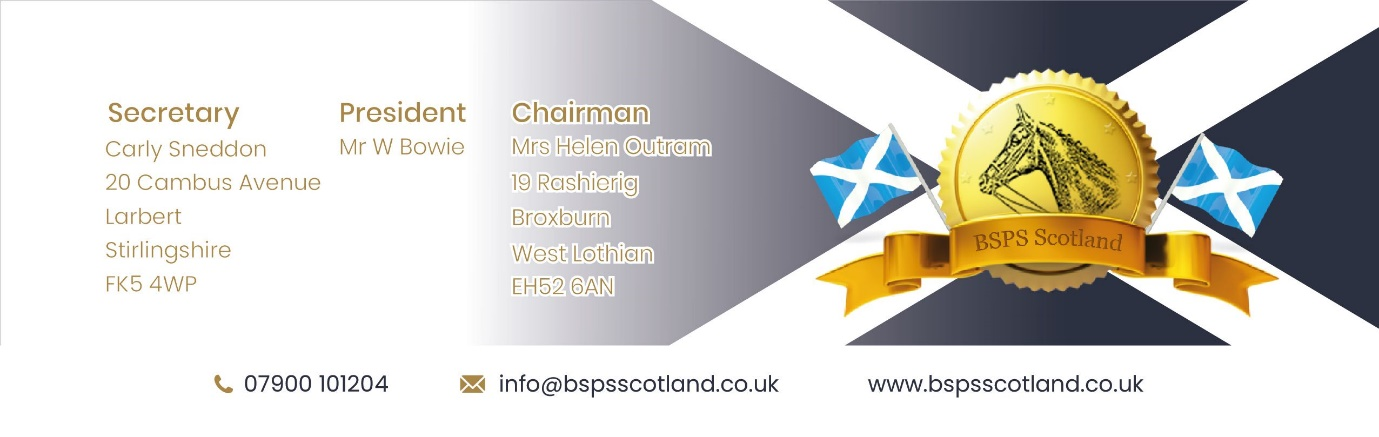 Secretary
Carly Sneddon
20 Cambus Avenue
Larbert
Stirlingshire
FK5 4WP
President
Mr W Bowie
Chairman
Mrs Helen Outram
19 Rashierig
Broxburn
West Lothian
EH52 6AN
BSPS Scotland
07900 101204
info@bspsscotland.co.uk
www.bspsscotland.co.uk